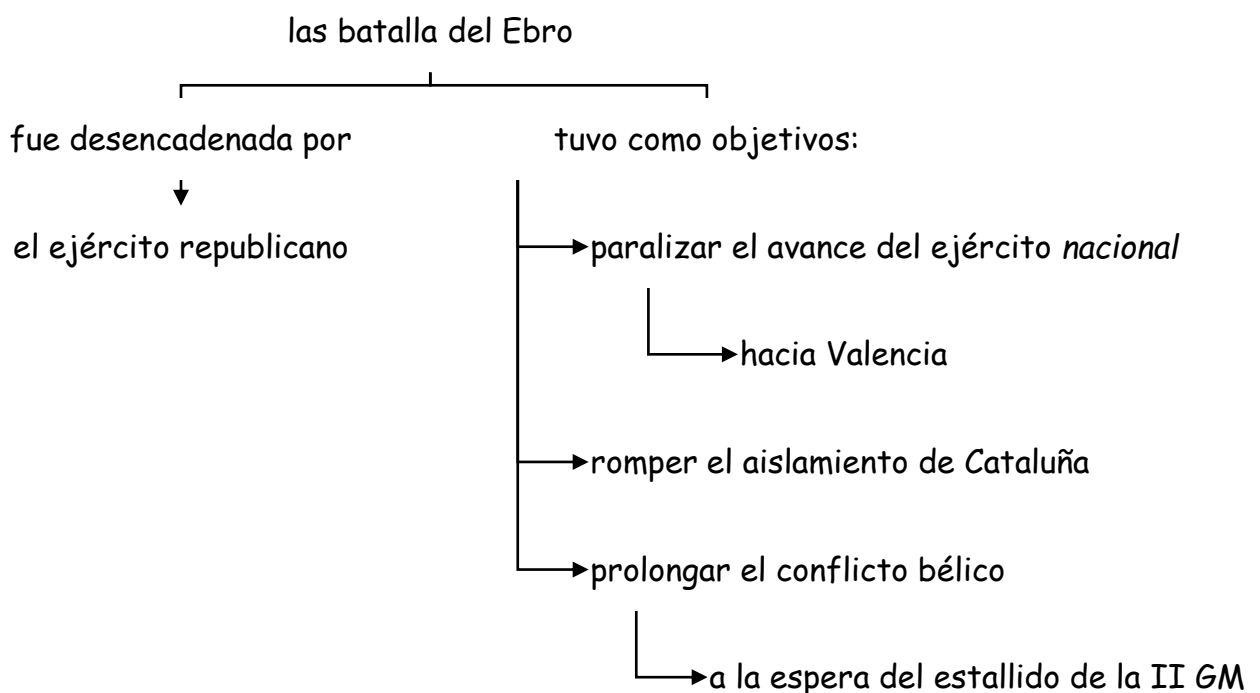 las batalla del Ebro
fue desencadenada por
tuvo como objetivos:
el ejército republicano
paralizar el avance del ejército nacional
hacia Valencia
romper el aislamiento de Cataluña
prolongar el conflicto bélico
a la espera del estallido de la II GM